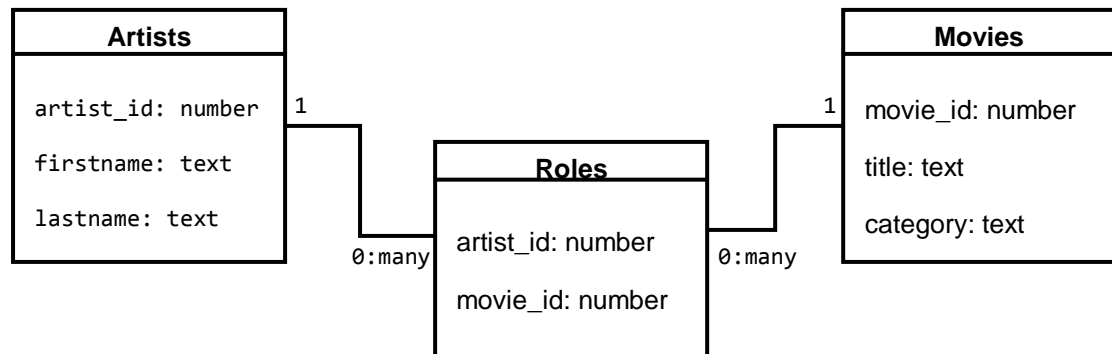 Artists
artist_id: number
firstname: text
lastname: text
1
0:many
Roles
artist_id: number
movie_id: number
0:many
1
Movies
movie_id: number
title: text
category: text